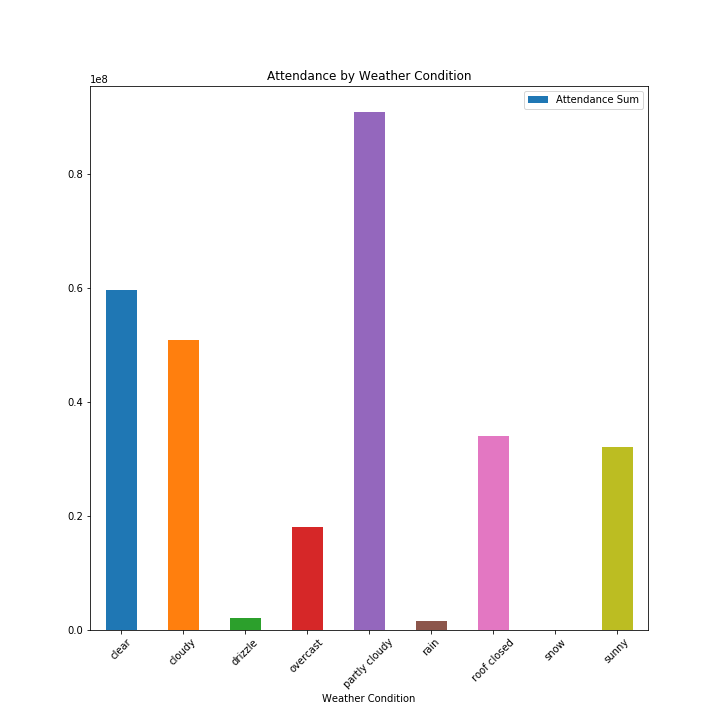 Attendance by Weather Condition
1e8
Attendance Sum
0.8
0.6
0.4
0.2
0.0
clear
cloudy
drizzle
overcast
partly cloudy
rain
roof closed
snow
sunny
Weather Condition